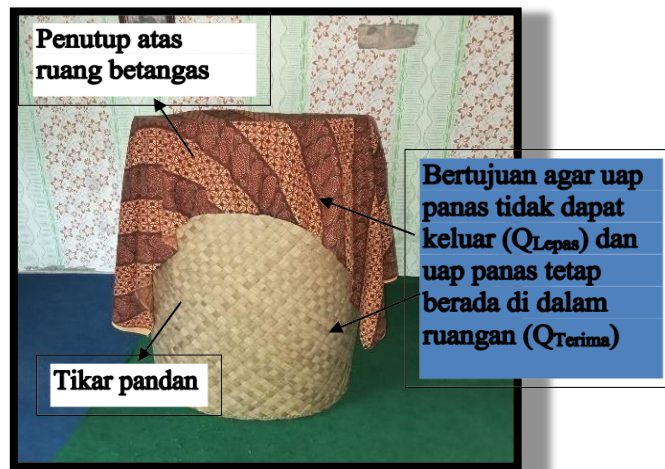 Penutup atas
ruang betangas
Bertujuan agar uap
panas tidak dapat
keluar (QLepas) dan
uap panas tetap
berada di dalam
ruangan (QTerima)
Tikar pandan